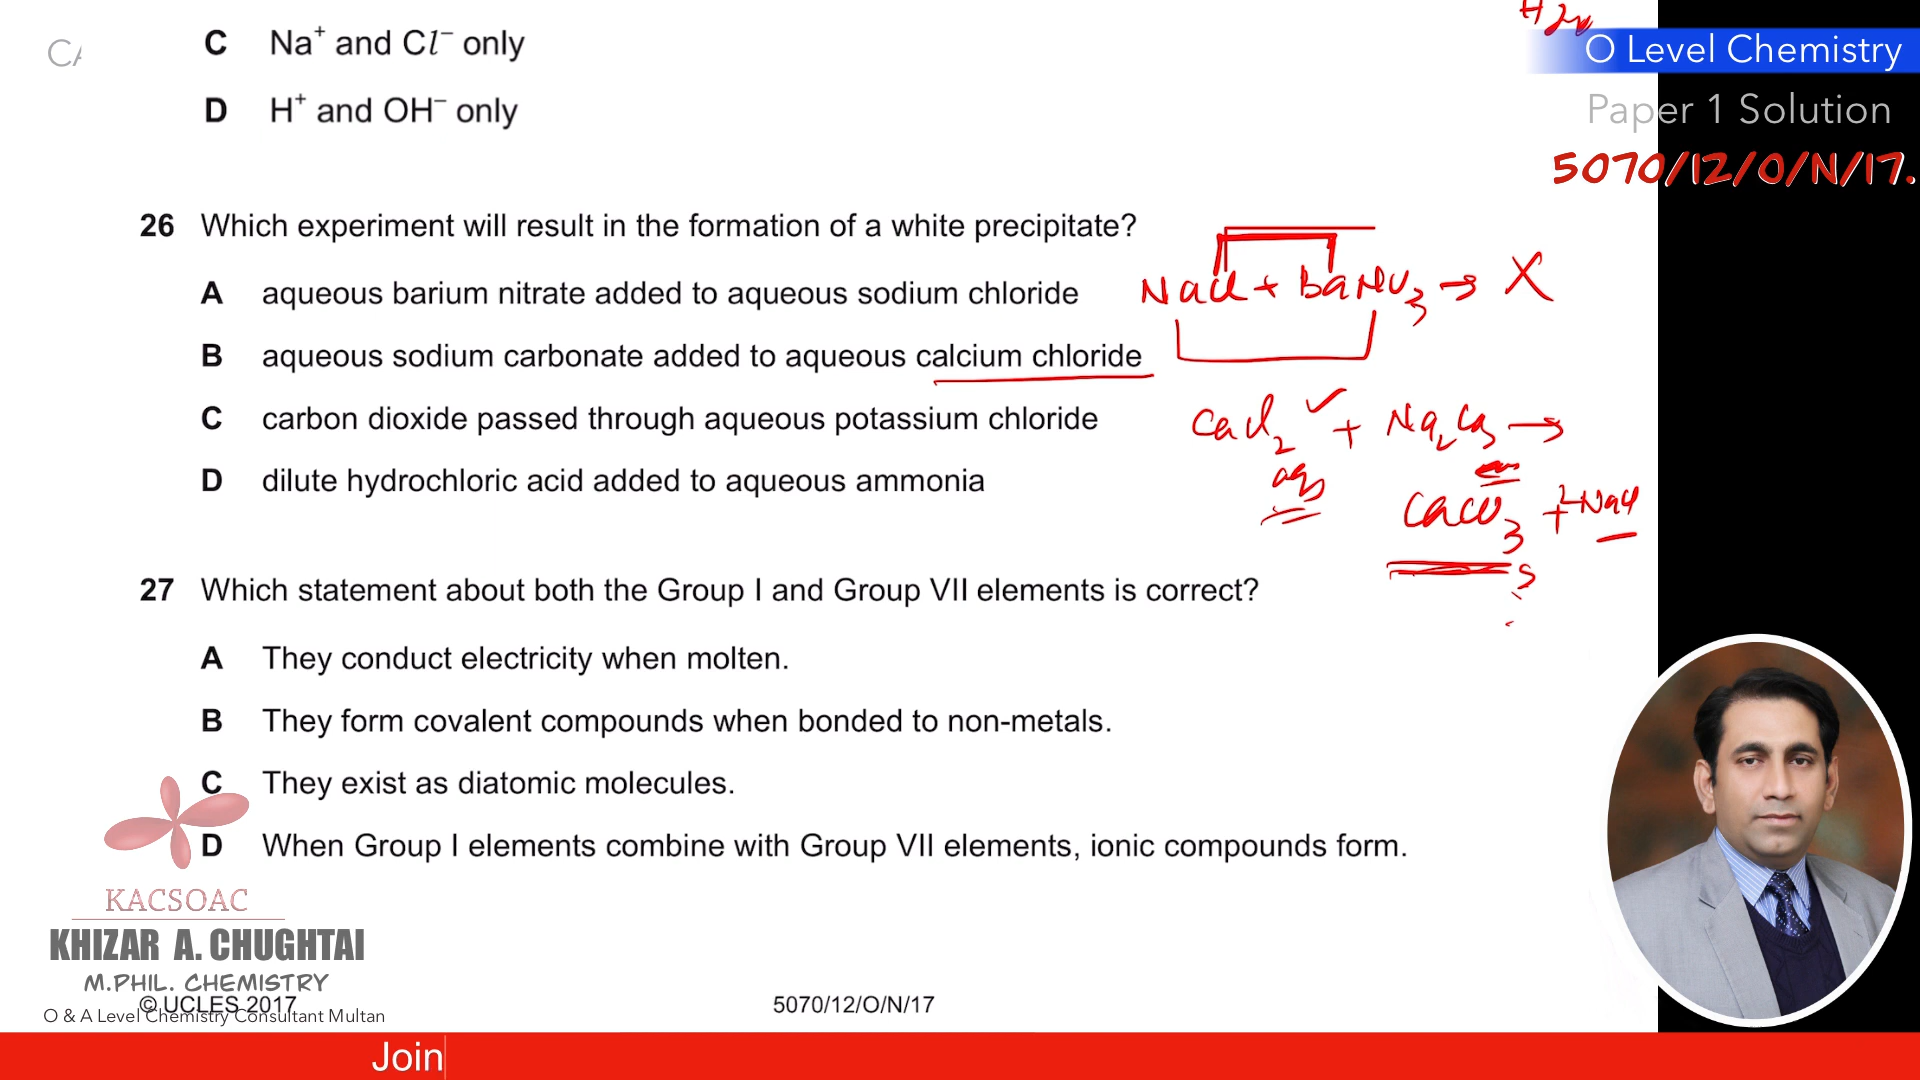 CA
C Na⁺ and Cl⁻ only
D H⁺ and OH⁻ only
O Level Chemistry
Paper 1 Solution
5070/12/O/N/17.
26 Which experiment will result in the formation of a white precipitate?
A aqueous barium nitrate added to aqueous sodium chloride
NaCl + BaNO3 → X
B aqueous sodium carbonate added to aqueous calcium chloride
C carbon dioxide passed through aqueous potassium chloride
CaCl2 ✓ + Na2CO3 →
aq
D dilute hydrochloric acid added to aqueous ammonia
CaCO3 + 2NaCl
s
27 Which statement about both the Group I and Group VII elements is correct?
A They conduct electricity when molten.
B They form covalent compounds when bonded to non-metals.
C They exist as diatomic molecules.
D When Group I elements combine with Group VII elements, ionic compounds form.
KACSOAC
KHIZAR A. CHUGHTAI
M.PHIL. CHEMISTRY
© UCLES 2017
5070/12/O/N/17
O & A Level Chemistry Consultant Multan
Join